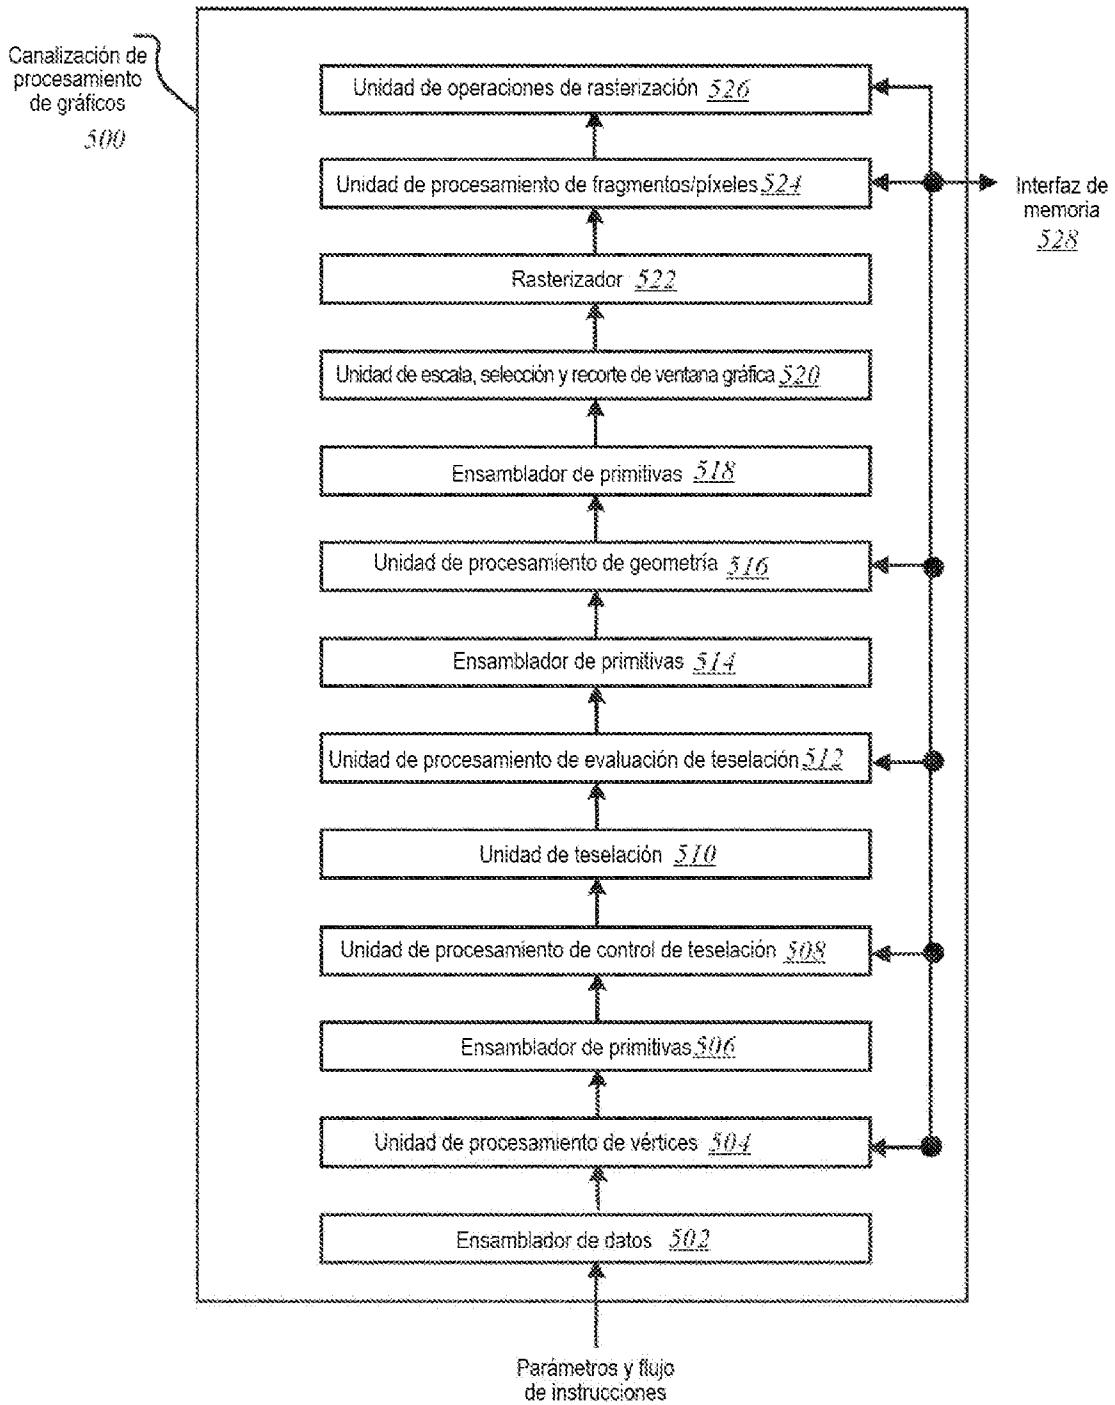 Canalización de
procesamiento
de gráficos
500
Unidad de operaciones de rasterización 526
Unidad de procesamiento de fragmentos/píxeles 524
Interfaz de
memoria
528
Rasterizador 522
Unidad de escala, selección y recorte de ventana gráfica 520
Ensamblador de primitivas 518
Unidad de procesamiento de geometría 516
Ensamblador de primitivas 514
Unidad de procesamiento de evaluación de teselación 512
Unidad de teselación 510
Unidad de procesamiento de control de teselación 508
Ensamblador de primitivas 506
Unidad de procesamiento de vértices 504
Ensamblador de datos 502
Parámetros y flujo
de instrucciones